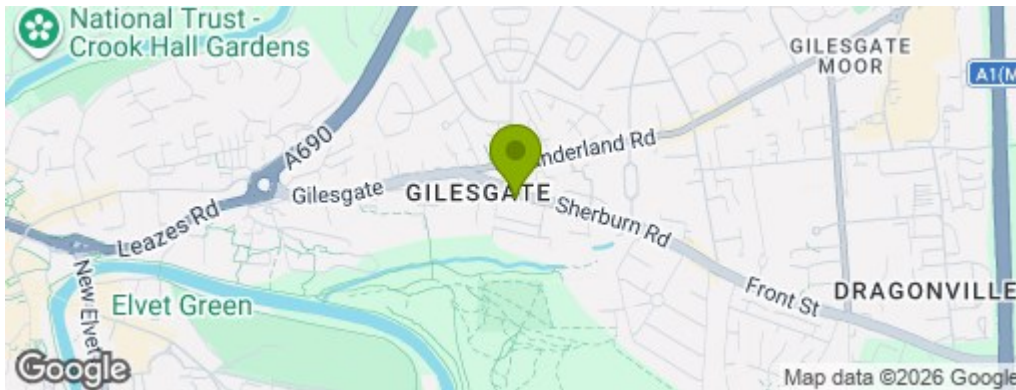 National Trust -
Crook Hall Gardens
GILESGATE
MOOR
A1(M
A690
Sunderland Rd
Gilesgate
GILESGATE
Sherburn Rd
Leazes Rd
New Elvet
Elvet Green
Front St
DRAGONVILLE
Google
Map data ©2026 Google